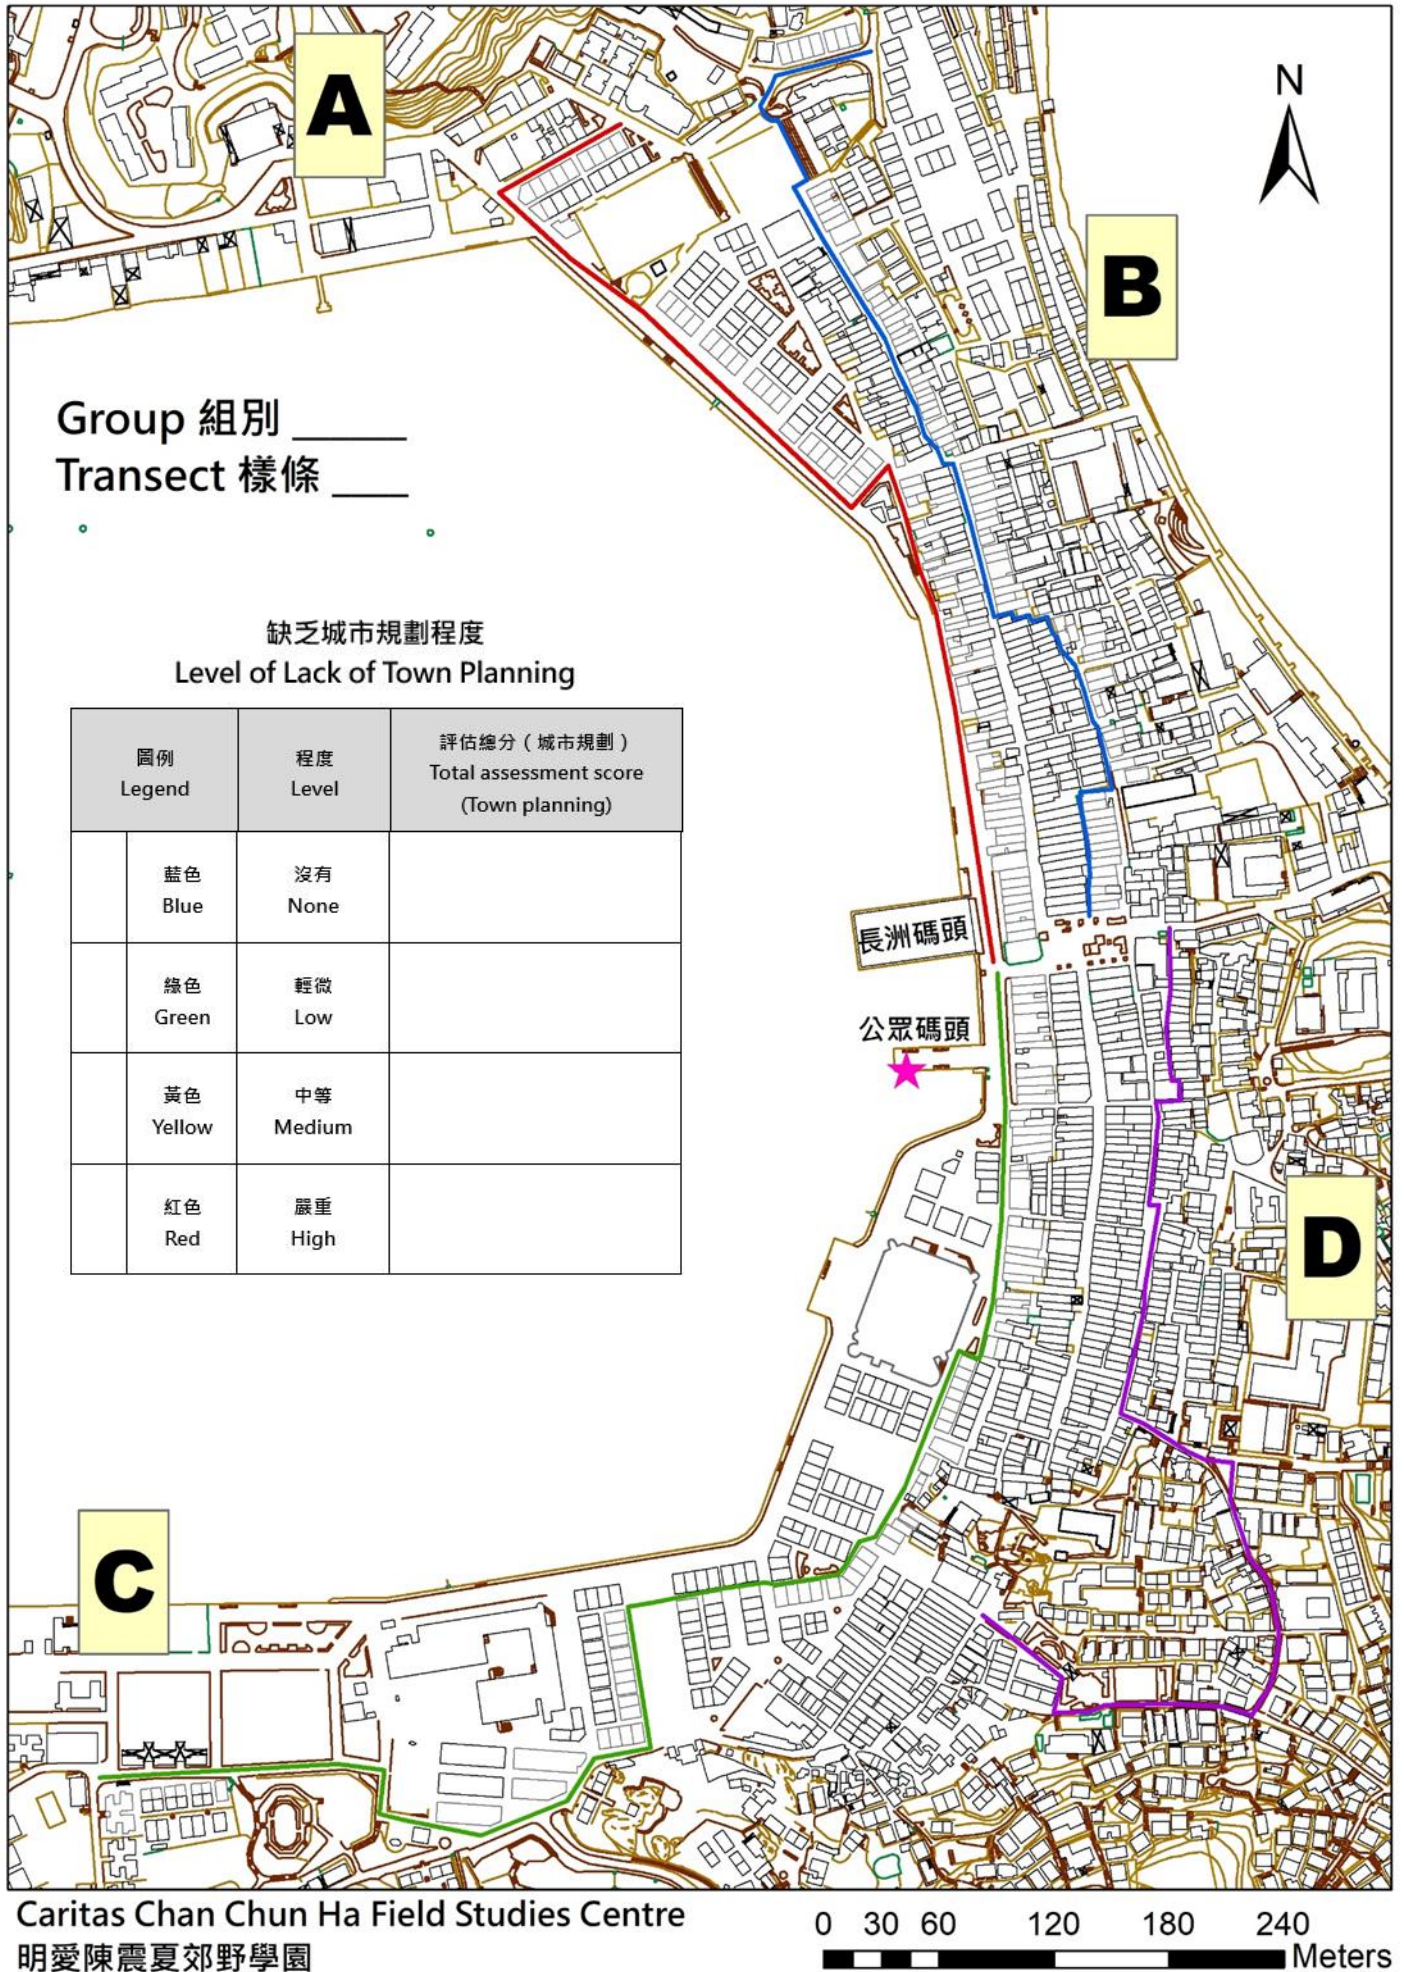 A
N
B
Group 組別 ______
Transect 樣條 ____
缺乏城市規劃程度
Level of Lack of Town Planning
圖例
Legend
程度
Level
評估總分（城市規劃）
Total assessment score
(Town planning)
藍色
Blue
沒有
None
綠色
Green
輕微
Low
黃色
Yellow
中等
Medium
紅色
Red
嚴重
High
長洲碼頭
公眾碼頭
D
C
Caritas Chan Chun Ha Field Studies Centre
明愛陳震夏郊野學園
0 30 60 120 180 240
Meters